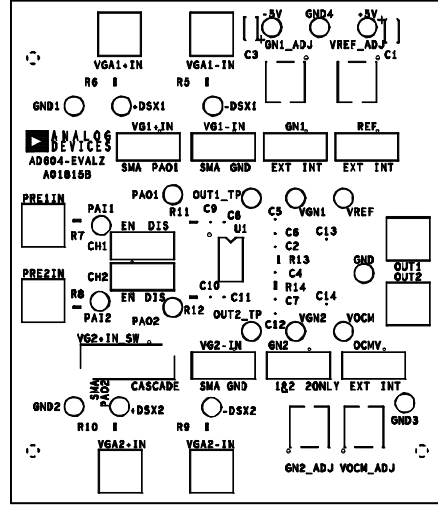 -5V GND4 +5V
VGA1+IN VGA1-IN C3 + GN1_ADJ VREF_ADJ + C1
R6 R5
GND1 +DSX1 -DSX1
ANALOG DEVICES
AD604-EVALZ
A01815B
VG1+IN VG1-IN GN1 REF
SMA PAO1 SMA GND EXT INT EXT INT
PRE1IN PAI1 PAO1 OUT1_TP VGN1 VREF
R11 C9 C8 C5
R7 EN DIS U1 C6 C13
CH1 C2
R13 GND OUT1
PRE2IN CH2 C4 OUT2
R8 EN DIS C10 C11 R14
PAI2 PAO2 R12 C7 C14
OUT2_TP C12 VGN2 VOCM
VG2+IN_SW VG2-IN GN2 OCMV
SMA PAO2 CASCADE SMA GND 1&2 2ONLY EXT INT
GND2 +DSX2 -DSX2 GND3
R10 R9
VGA2+IN VGA2-IN GN2_ADJ VOCM_ADJ